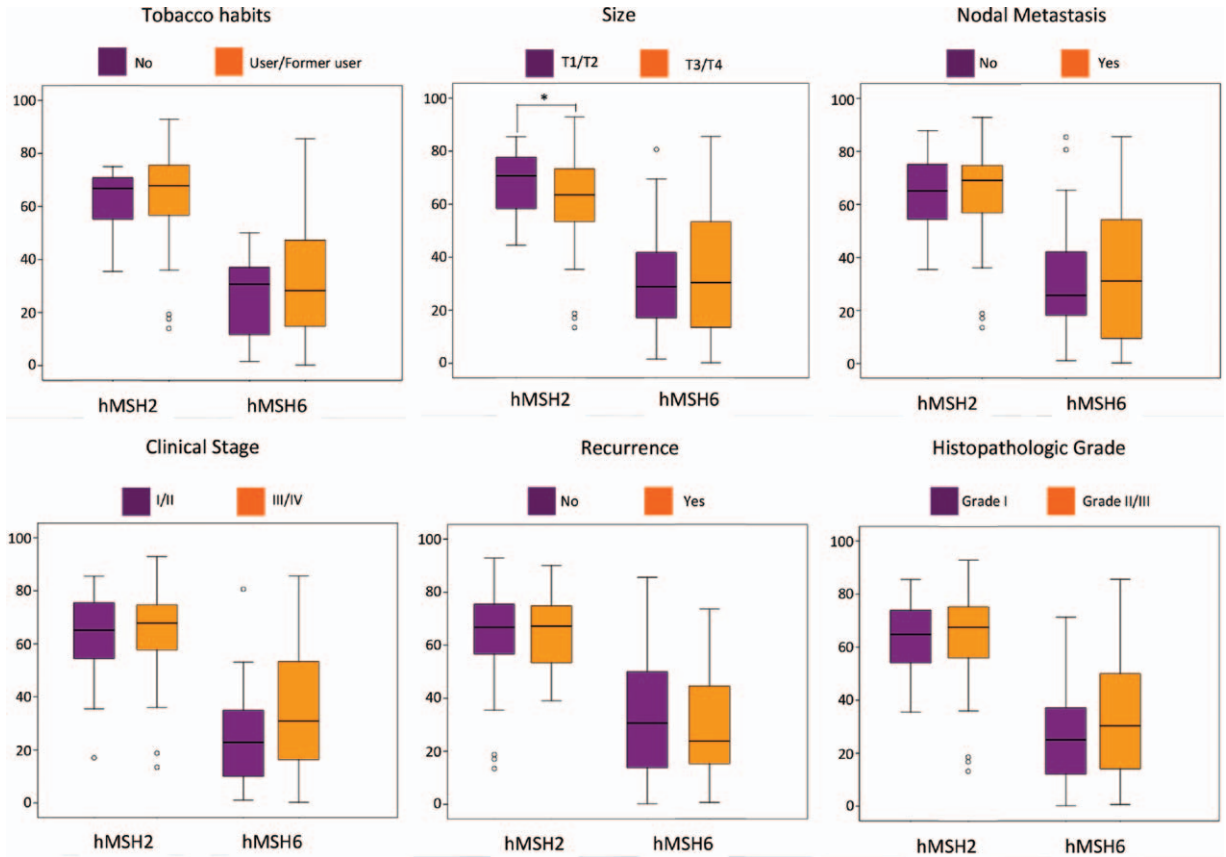 Tobacco habits
No User/Former user
100
80
60
40
20
0
hMSH2 hMSH6
Size
T1/T2 T3/T4
*
100
80
60
40
20
0
hMSH2 hMSH6
Nodal Metastasis
No Yes
100
80
60
40
20
0
hMSH2 hMSH6
Clinical Stage
I/II III/IV
100
80
60
40
20
0
hMSH2 hMSH6
Recurrence
No Yes
100
80
60
40
20
0
hMSH2 hMSH6
Histopathologic Grade
Grade I Grade II/III
100
80
60
40
20
0
hMSH2 hMSH6